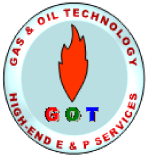 GAS & OIL TECHNOLOGY
GOT
HIGH-END E & P SERVICES